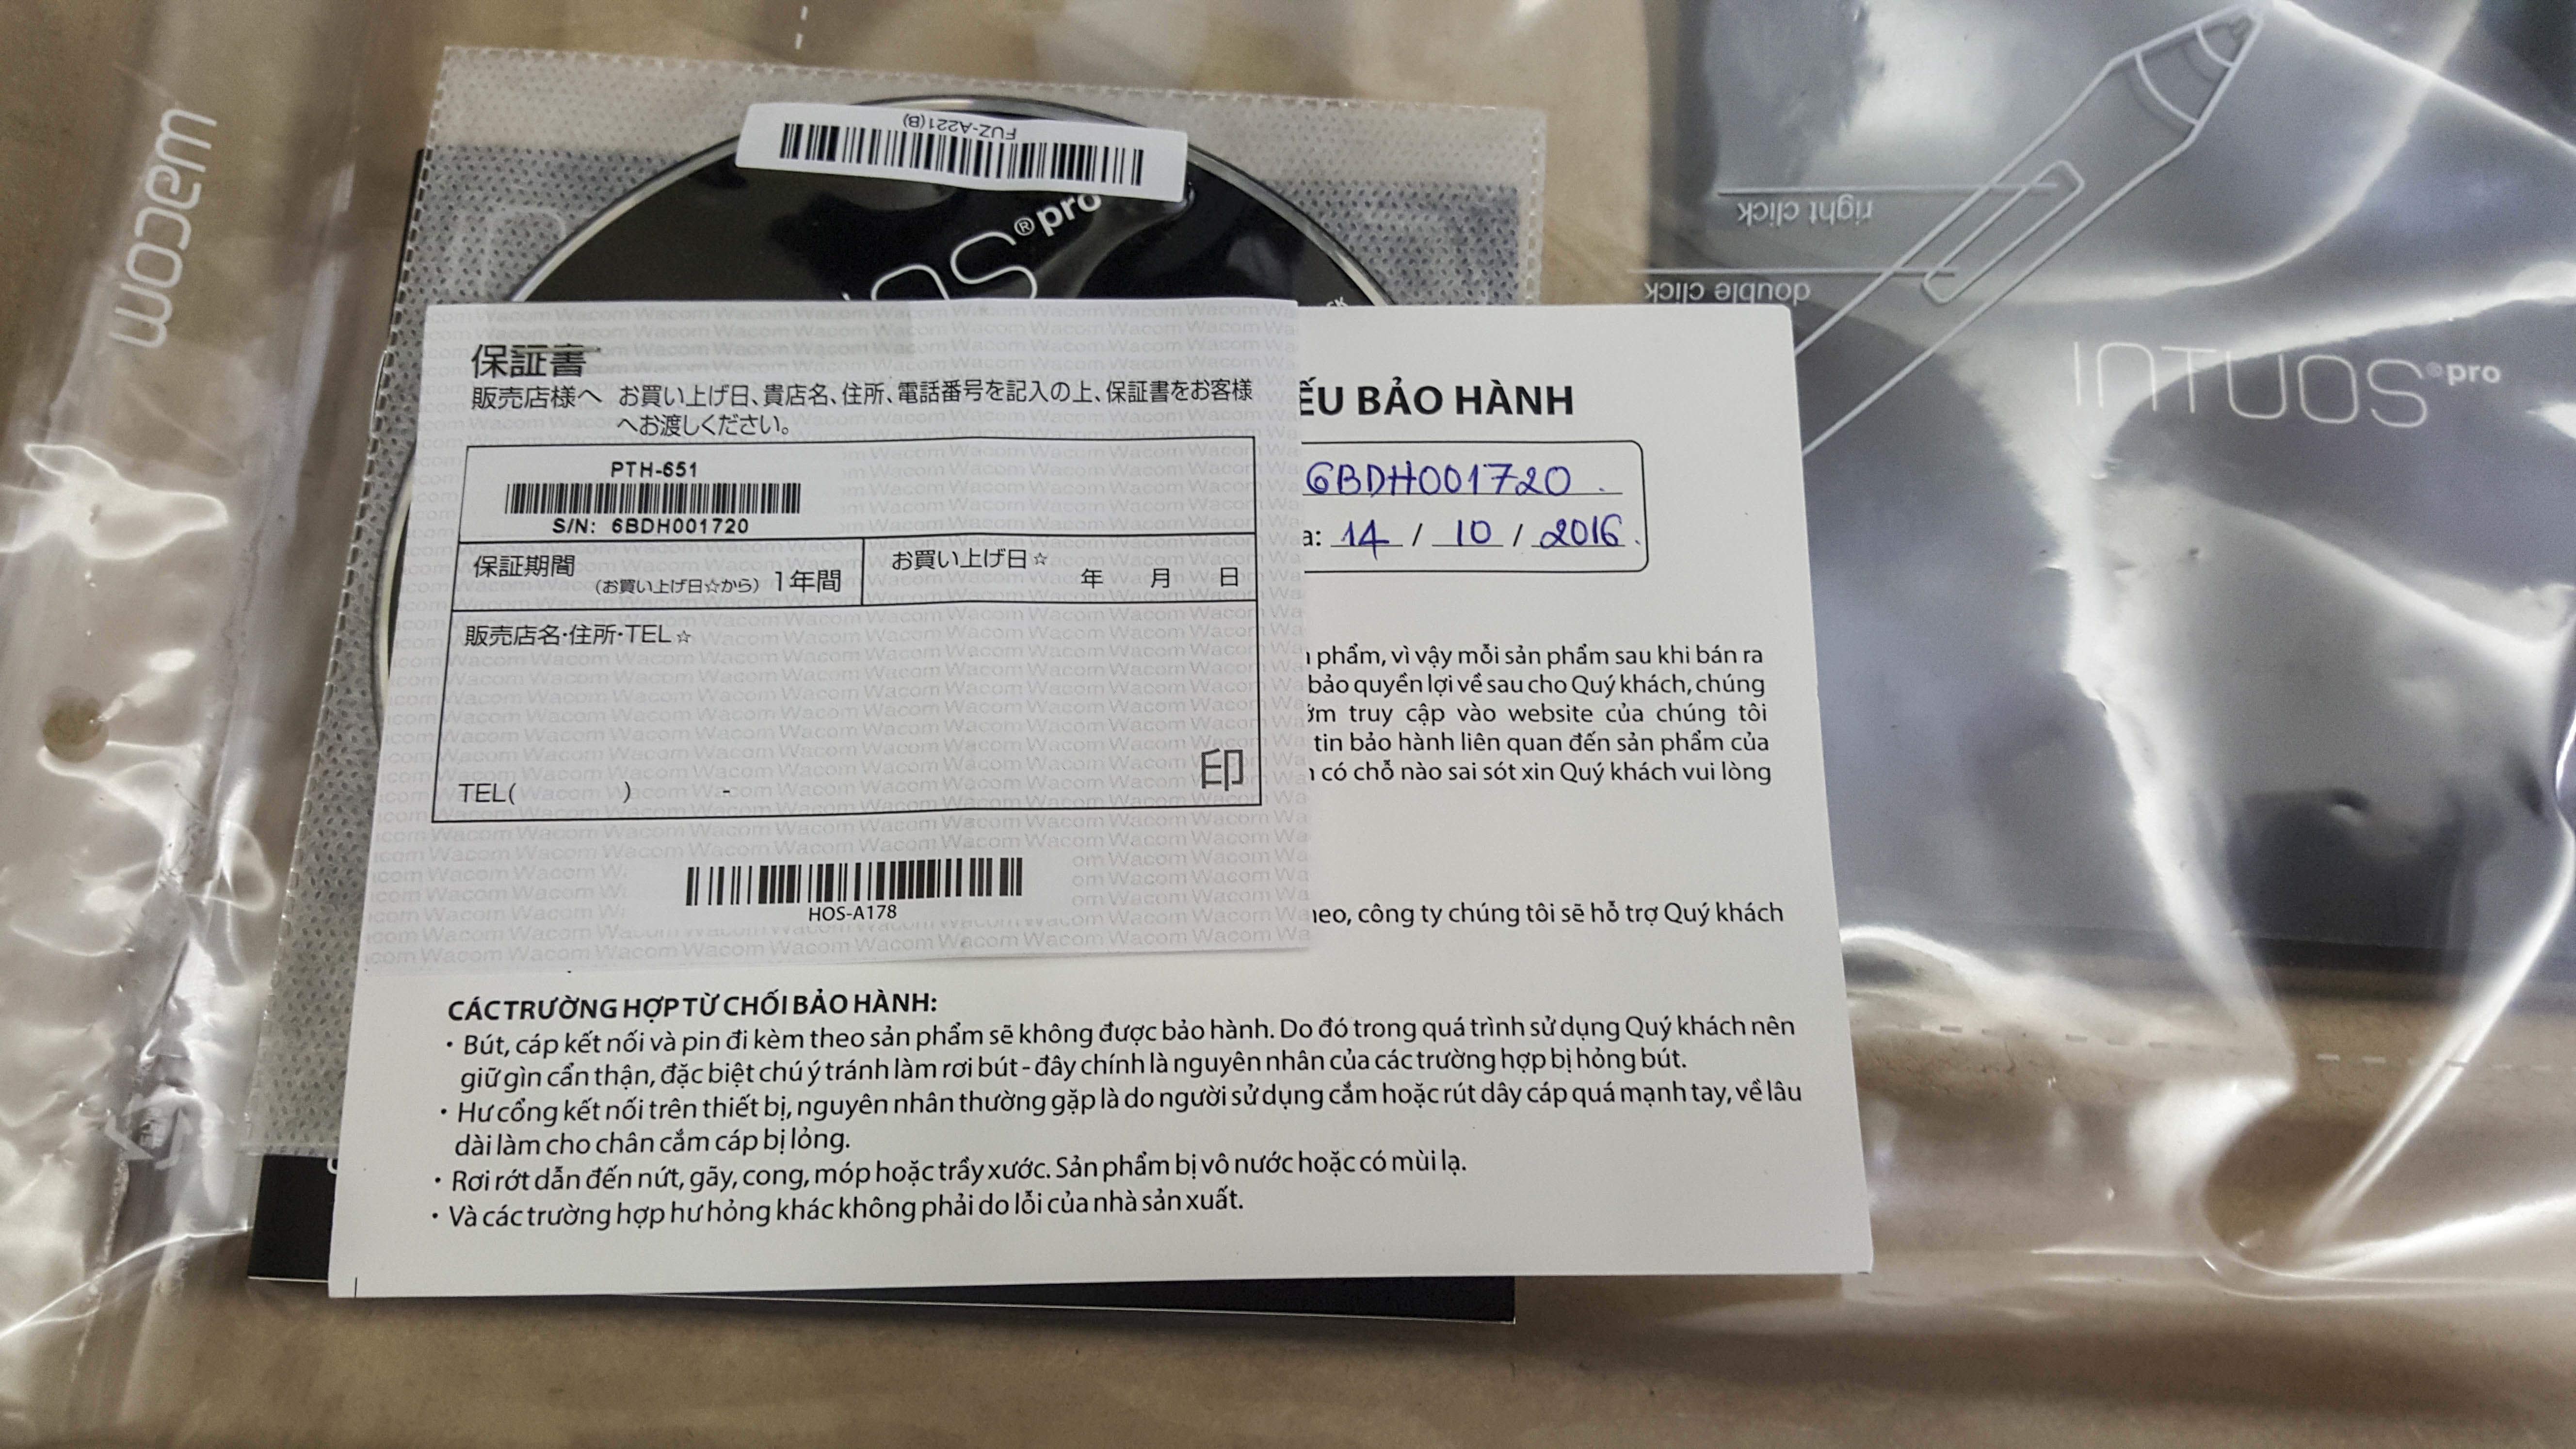 wacom
FUZ-A221(B)
®pro
right click
double click
INTUOS®pro
保証書
販売店様へ お買い上げ日、貴店名、住所、電話番号を記入の上、保証書をお客様
へお渡しください。
PTH-651
S/N: 6BDH001720
保証期間
(お買い上げ日☆から) 1年間
お買い上げ日☆
年 月 日
販売店名・住所・TEL☆
TEL( ) -
印
HOS-A178
BẢO HÀNH
6BDH001720
14 / 10 / 2016
phẩm, vì vậy mỗi sản phẩm sau khi bán ra
bảo quyền lợi về sau cho Quý khách, chúng
truy cập vào website của chúng tôi
tin bảo hành liên quan đến sản phẩm của
có chỗ nào sai sót xin Quý khách vui lòng
công ty chúng tôi sẽ hỗ trợ Quý khách
CÁC TRƯỜNG HỢP TỪ CHỐI BẢO HÀNH:
• Bút, cáp kết nối và pin đi kèm theo sản phẩm sẽ không được bảo hành. Do đó trong quá trình sử dụng Quý khách nên
giữ gìn cẩn thận, đặc biệt chú ý tránh làm rơi bút - đây chính là nguyên nhân của các trường hợp bị hỏng bút.
• Hư cổng kết nối trên thiết bị, nguyên nhân thường gặp là do người sử dụng cắm hoặc rút dây cáp quá mạnh tay, về lâu
dài làm cho chân cắm cáp bị lỏng.
• Rơi rớt dẫn đến nứt, gãy, cong, móp hoặc trầy xước. Sản phẩm bị vô nước hoặc có mùi lạ.
• Và các trường hợp hư hỏng khác không phải do lỗi của nhà sản xuất.